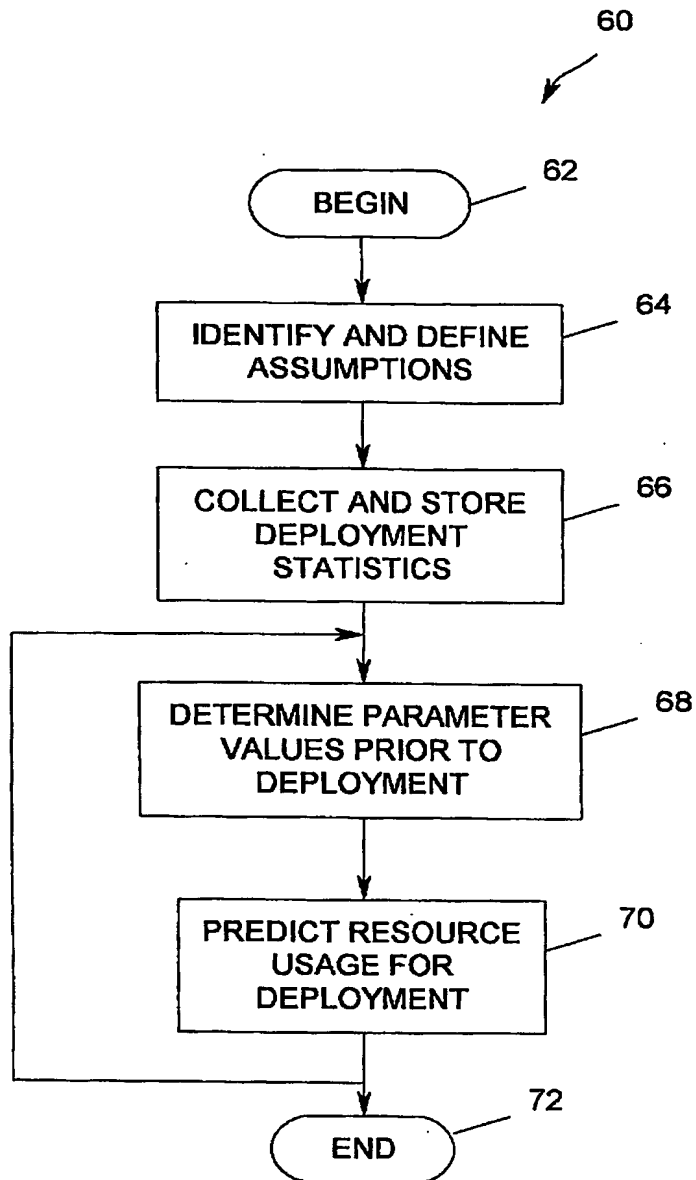 60
BEGIN
62
IDENTIFY AND DEFINE
ASSUMPTIONS
64
COLLECT AND STORE
DEPLOYMENT
STATISTICS
66
DETERMINE PARAMETER
VALUES PRIOR TO
DEPLOYMENT
68
PREDICT RESOURCE
USAGE FOR
DEPLOYMENT
70
END
72